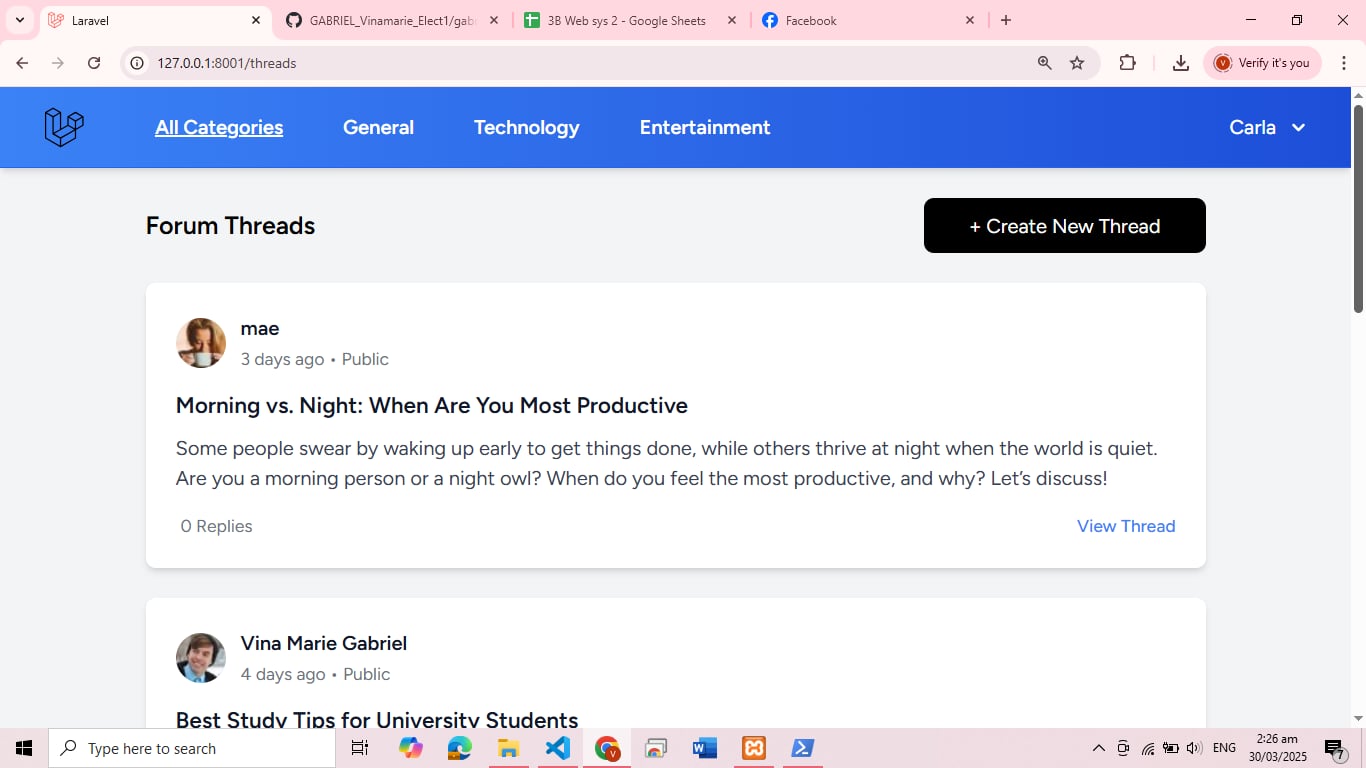 Laravel
GABRIEL_Vinamarie_Elect1/gab
3B Web sys 2 - Google Sheets
Facebook
127.0.0.1:8001/threads
Verify it's you
All Categories General Technology Entertainment Carla
Forum Threads
+ Create New Thread
mae
3 days ago • Public
Morning vs. Night: When Are You Most Productive
Some people swear by waking up early to get things done, while others thrive at night when the world is quiet.
Are you a morning person or a night owl? When do you feel the most productive, and why? Let’s discuss!
0 Replies
View Thread
Vina Marie Gabriel
4 days ago • Public
Best Study Tips for University Students
Type here to search
ENG
2:26 am
30/03/2025
7